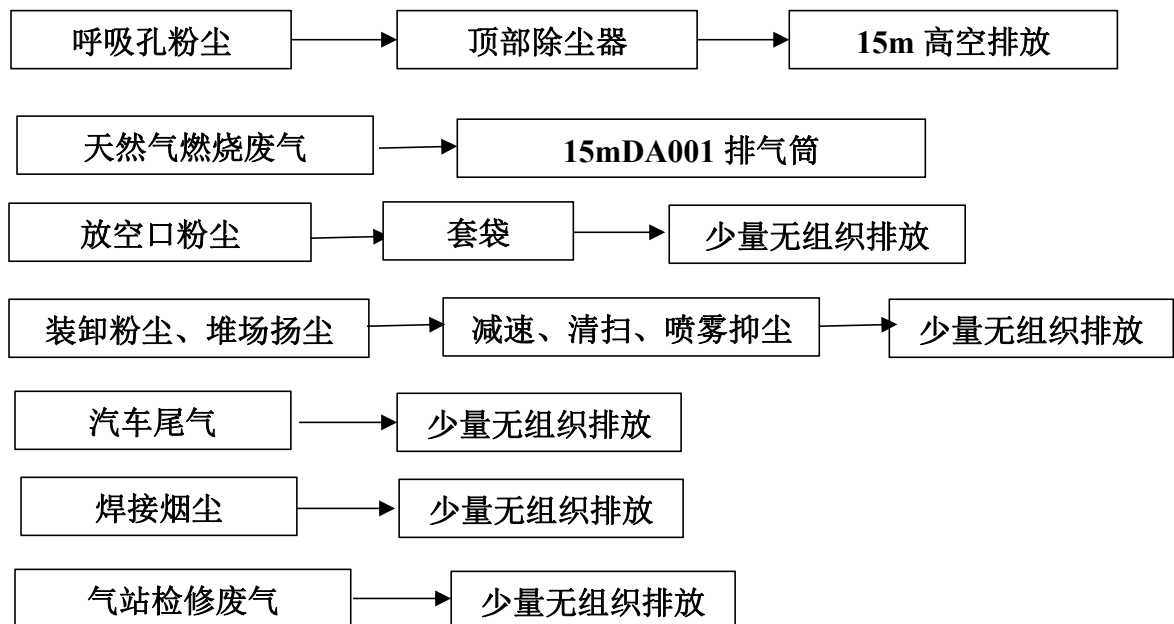 呼吸孔粉尘 顶部除尘器 15m 高空排放
天然气燃烧废气 15mDA001 排气筒
放空口粉尘 套袋 少量无组织排放
装卸粉尘、堆场扬尘 减速、清扫、喷雾抑尘 少量无组织排放
汽车尾气 少量无组织排放
焊接烟尘 少量无组织排放
气站检修废气 少量无组织排放